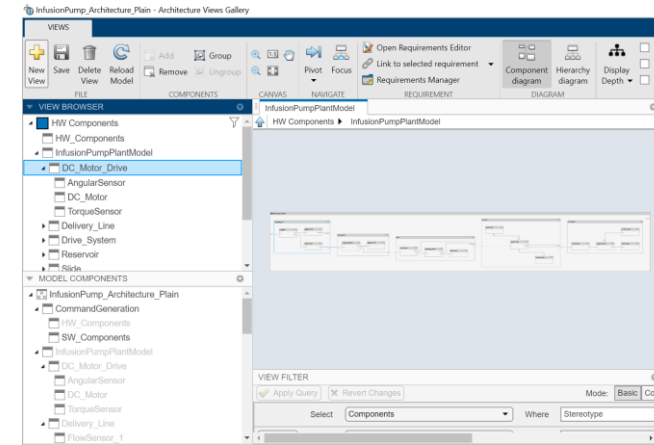 InfusionPump_Architecture_Plain - Architecture Views Gallery
VIEWS
New View
Save
Delete View
Reload Model
Add
Remove
Group
Ungroup
Pivot
Focus
Open Requirements Editor
Link to selected requirement
Requirements Manager
Component diagram
Hierarchy diagram
Display Depth
FILE
COMPONENTS
CANVAS
NAVIGATE
REQUIREMENT
DIAGRAM
VIEW BROWSER
HW Components
HW_Components
InfusionPumpPlantModel
DC_Motor_Drive
AngularSensor
DC_Motor
TorqueSensor
Delivery_Line
Drive_System
Reservoir
Slide
MODEL COMPONENTS
InfusionPump_Architecture_Plain
CommandGeneration
HW_Components
SW_Components
InfusionPumpPlantModel
DC_Motor_Drive
AngularSensor
DC_Motor
TorqueSensor
Delivery_Line
FlowSensor_1
InfusionPumpPlantModel
HW Components InfusionPumpPlantModel
VIEW FILTER
Apply Query
Revert Changes
Mode: Basic Co
Select Components Where Stereotype